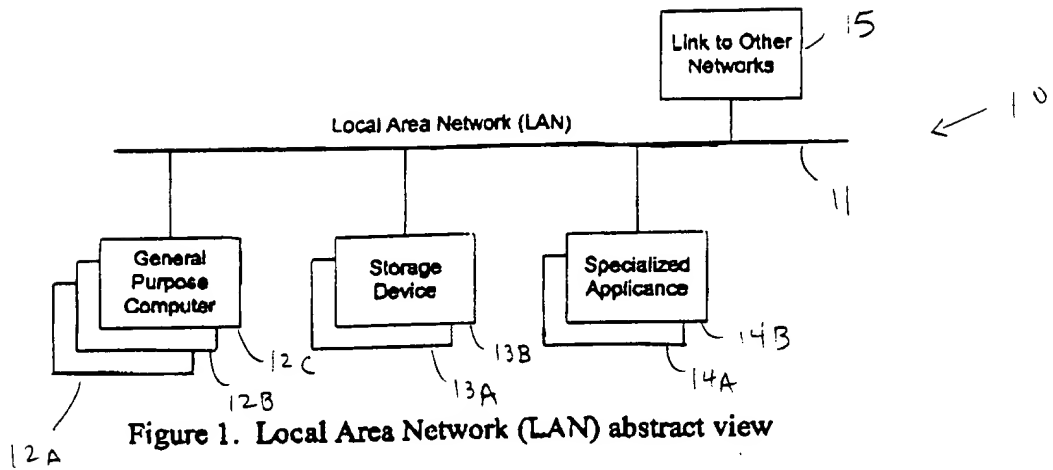 Link to Other
Networks
15
10
Local Area Network (LAN)
11
General
Purpose
Computer
Storage
Device
Specialized
Applicance
12C
13B
14B
12B
13A
14A
12A
Figure 1. Local Area Network (LAN) abstract view